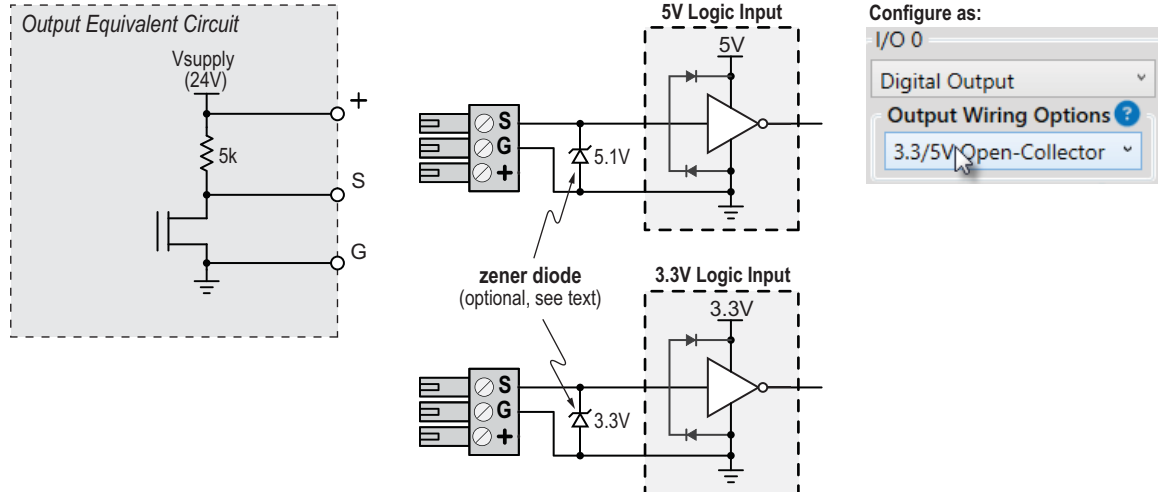 Output Equivalent Circuit
Vsupply
(24V)
+
5k
S
G
5V Logic Input
5V
S
G
+
5.1V
zener diode
(optional, see text)
3.3V Logic Input
3.3V
S
G
+
3.3V
Configure as:
I/O 0
Digital Output
Output Wiring Options ?
3.3/5V Open-Collector